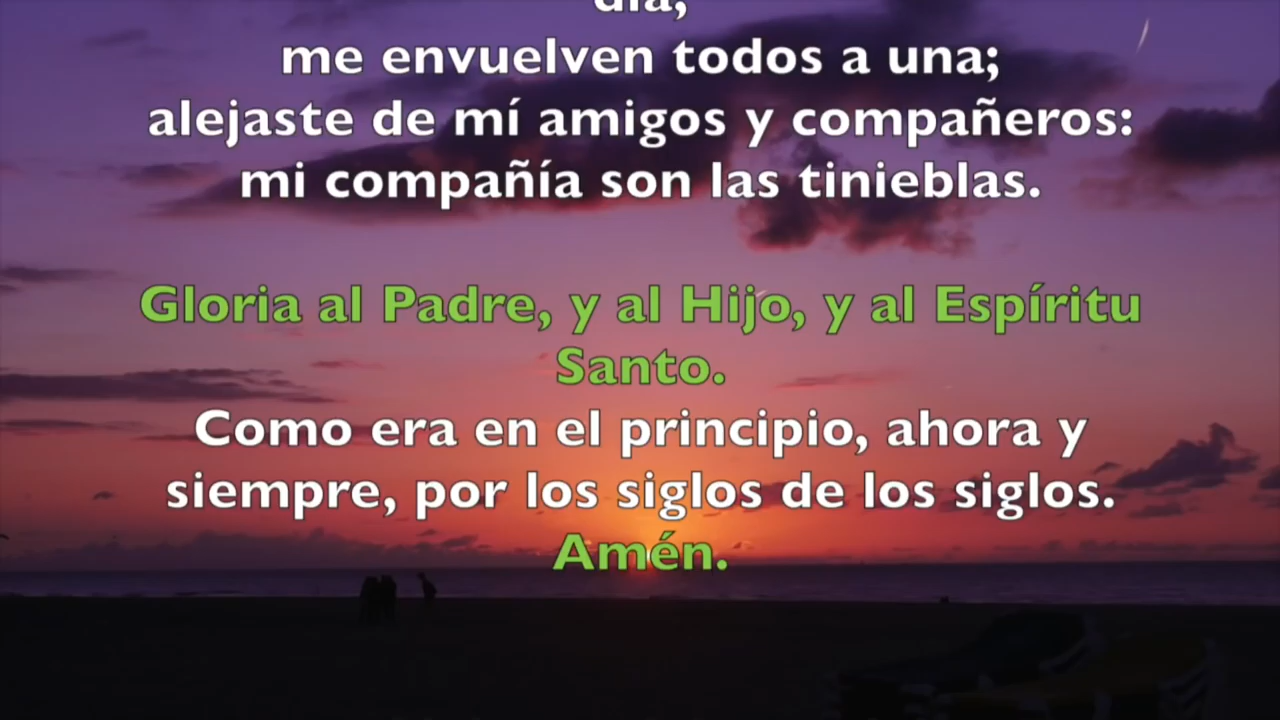 día,
me envuelven todos a una;
alejaste de mí amigos y compañeros:
mi compañía son las tinieblas.
Gloria al Padre, y al Hijo, y al Espíritu
Santo.
Como era en el principio, ahora y
siempre, por los siglos de los siglos.
Amén.